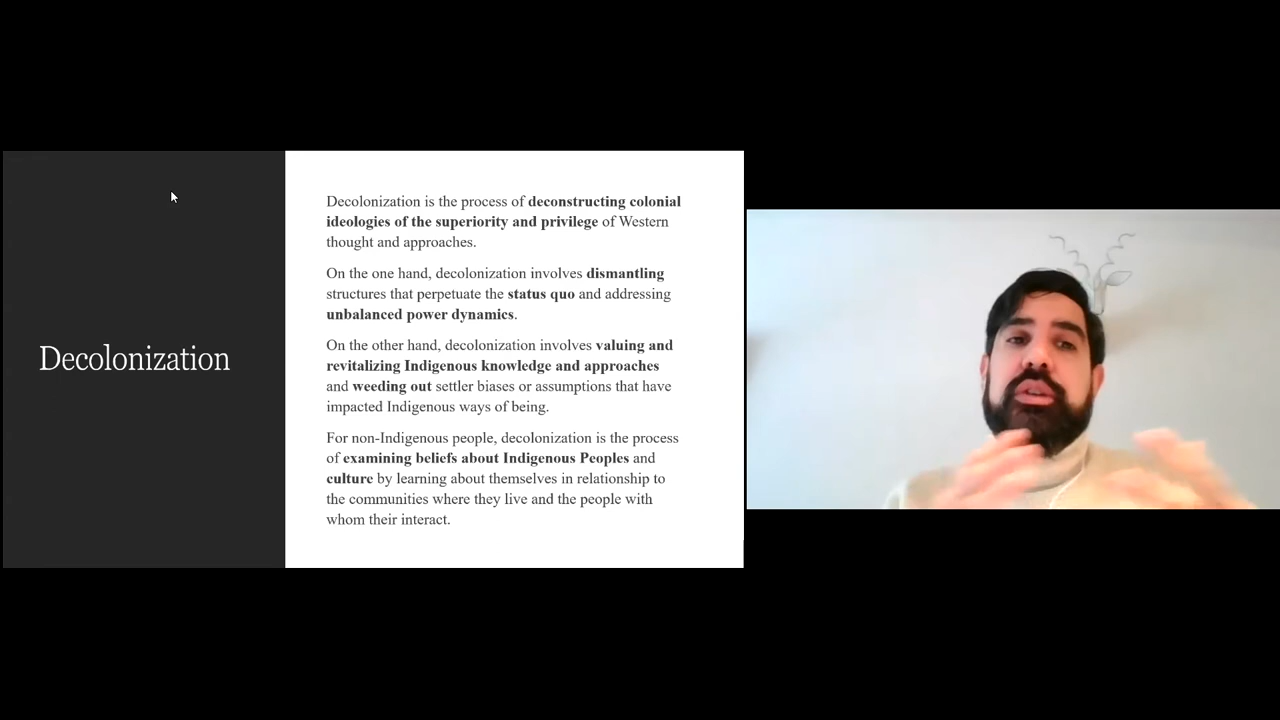 Decolonization
Decolonization is the process of deconstructing colonial
ideologies of the superiority and privilege of Western
thought and approaches.
On the one hand, decolonization involves dismantling
structures that perpetuate the status quo and addressing
unbalanced power dynamics.
On the other hand, decolonization involves valuing and
revitalizing Indigenous knowledge and approaches
and weeding out settler biases or assumptions that have
impacted Indigenous ways of being.
For non-Indigenous people, decolonization is the process
of examining beliefs about Indigenous Peoples and
culture by learning about themselves in relationship to
the communities where they live and the people with
whom their interact.